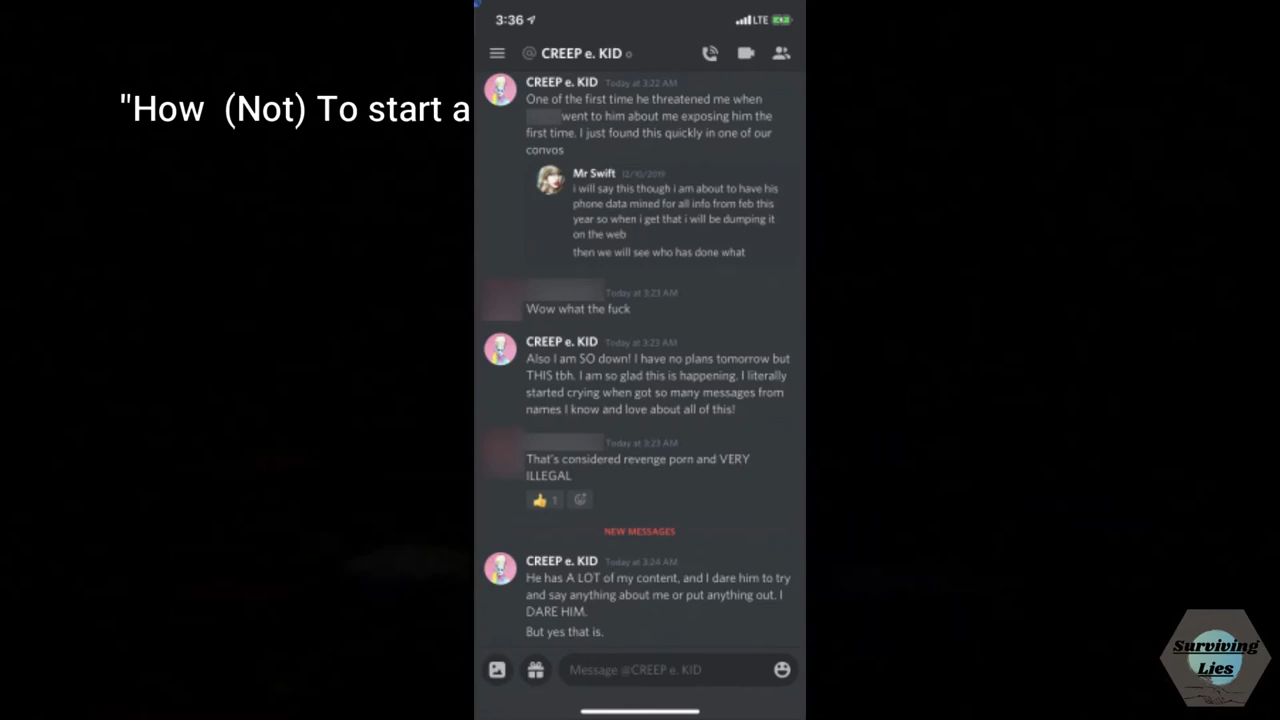 3:36
LTE
@ CREEP e. KID
"How (Not) To start a
CREEP e. KID Today at 3:22 AM
One of the first time he threatened me when
went to him about me exposing him the
first time. I just found this quickly in one of our
convos
Mr Swift 12/10/2019
i will say this though i am about to have his
phone data mined for all info from feb this
year so when i get that i will be dumping it
on the web
then we will see who has done what
Today at 3:23 AM
Wow what the fuck
CREEP e. KID Today at 3:23 AM
Also I am SO down! I have no plans tomorrow but
THIS tbh. I am so glad this is happening. I literally
started crying when got so many messages from
names I know and love about all of this!
Today at 3:23 AM
That's considered revenge porn and VERY
ILLEGAL
1
NEW MESSAGES
CREEP e. KID Today at 3:24 AM
He has A LOT of my content, and I dare him to try
and say anything about me or put anything out. I
DARE HIM.
But yes that is.
Message @CREEP e. KID
Surviving
Lies